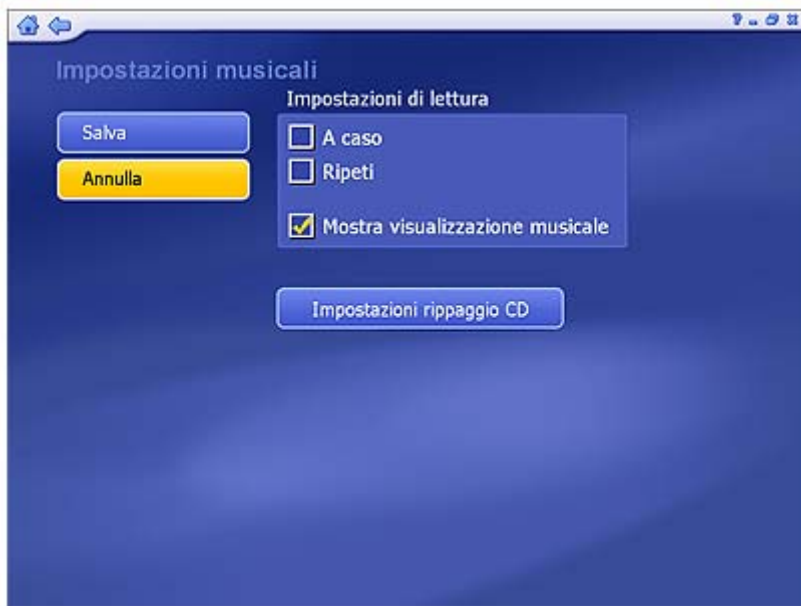 Impostazioni musicali
Impostazioni di lettura
Salva
A caso
Annulla
Ripeti
Mostra visualizzazione musicale
Impostazioni rippaggio CD